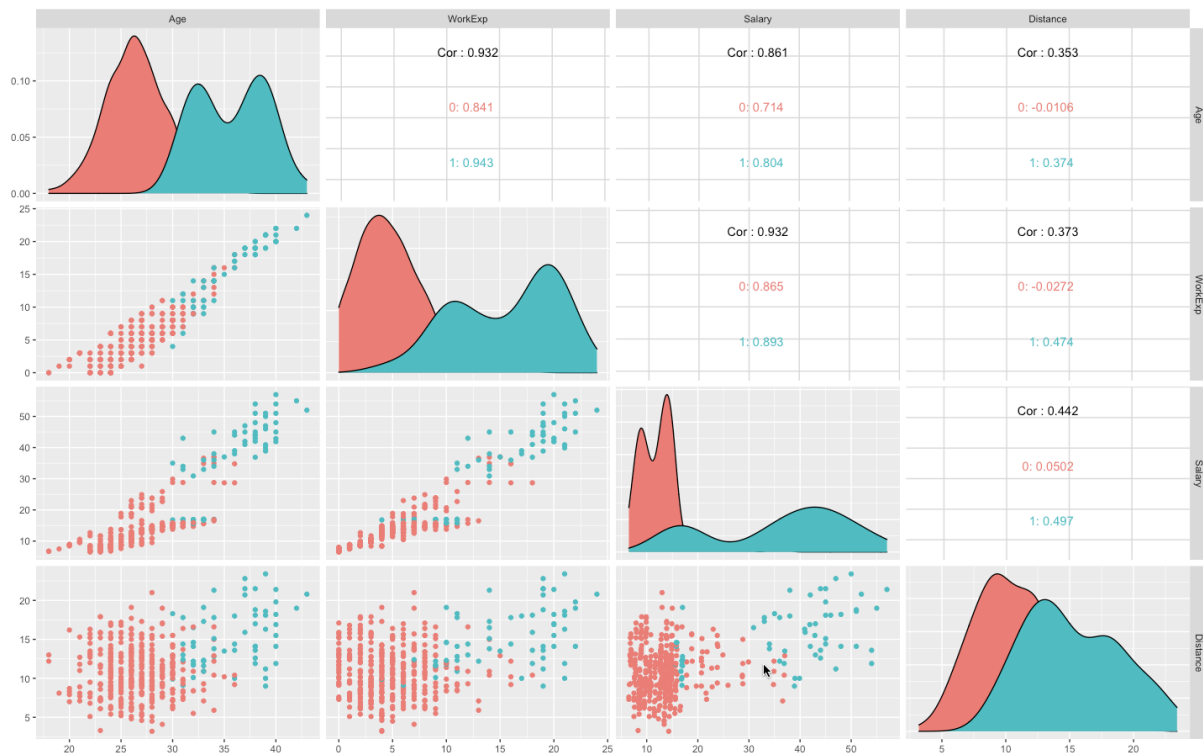 Age WorkExp Salary Distance
0.10
0.05
0.00
Cor : 0.932
0: 0.841
1: 0.943
Cor : 0.861
0: 0.714
1: 0.804
Cor : 0.353
0: -0.0106
1: 0.374
Age
25
20
15
10
5
0
Cor : 0.932
0: 0.865
1: 0.893
Cor : 0.373
0: -0.0272
1: 0.474
WorkExp
50
40
30
20
10
Cor : 0.442
0: 0.0502
1: 0.497
Salary
20
15
10
5
Distance
20 25 30 35 40
0 5 10 15 20 25
10 20 30 40 50
5 10 15 20